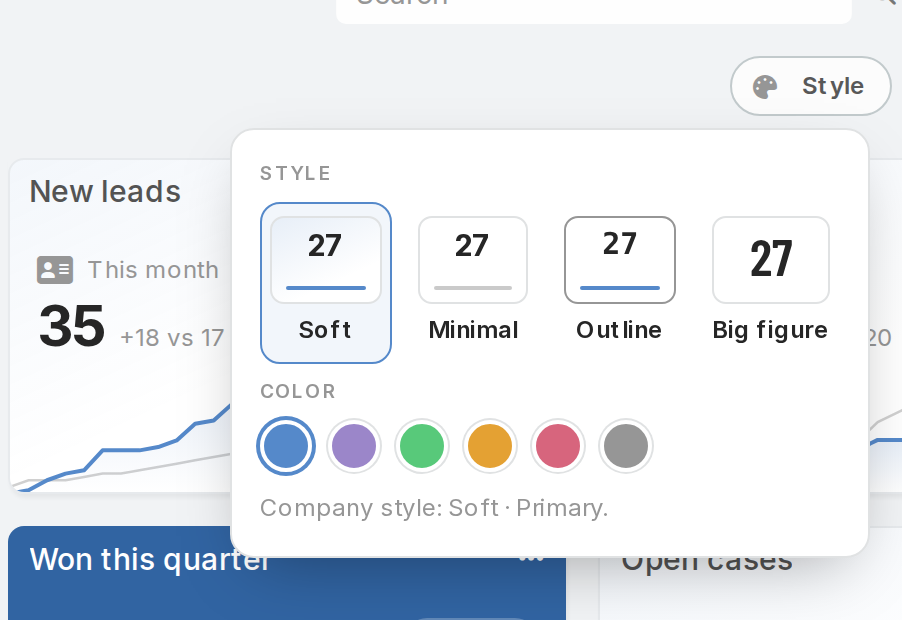 Search
Style
STYLE
New leads
27
27
27
27
This month
Soft
Minimal
Outline
Big figure
35
+18 vs 17
20
COLOR
Company style: Soft · Primary.
Won this quarter
Open cases